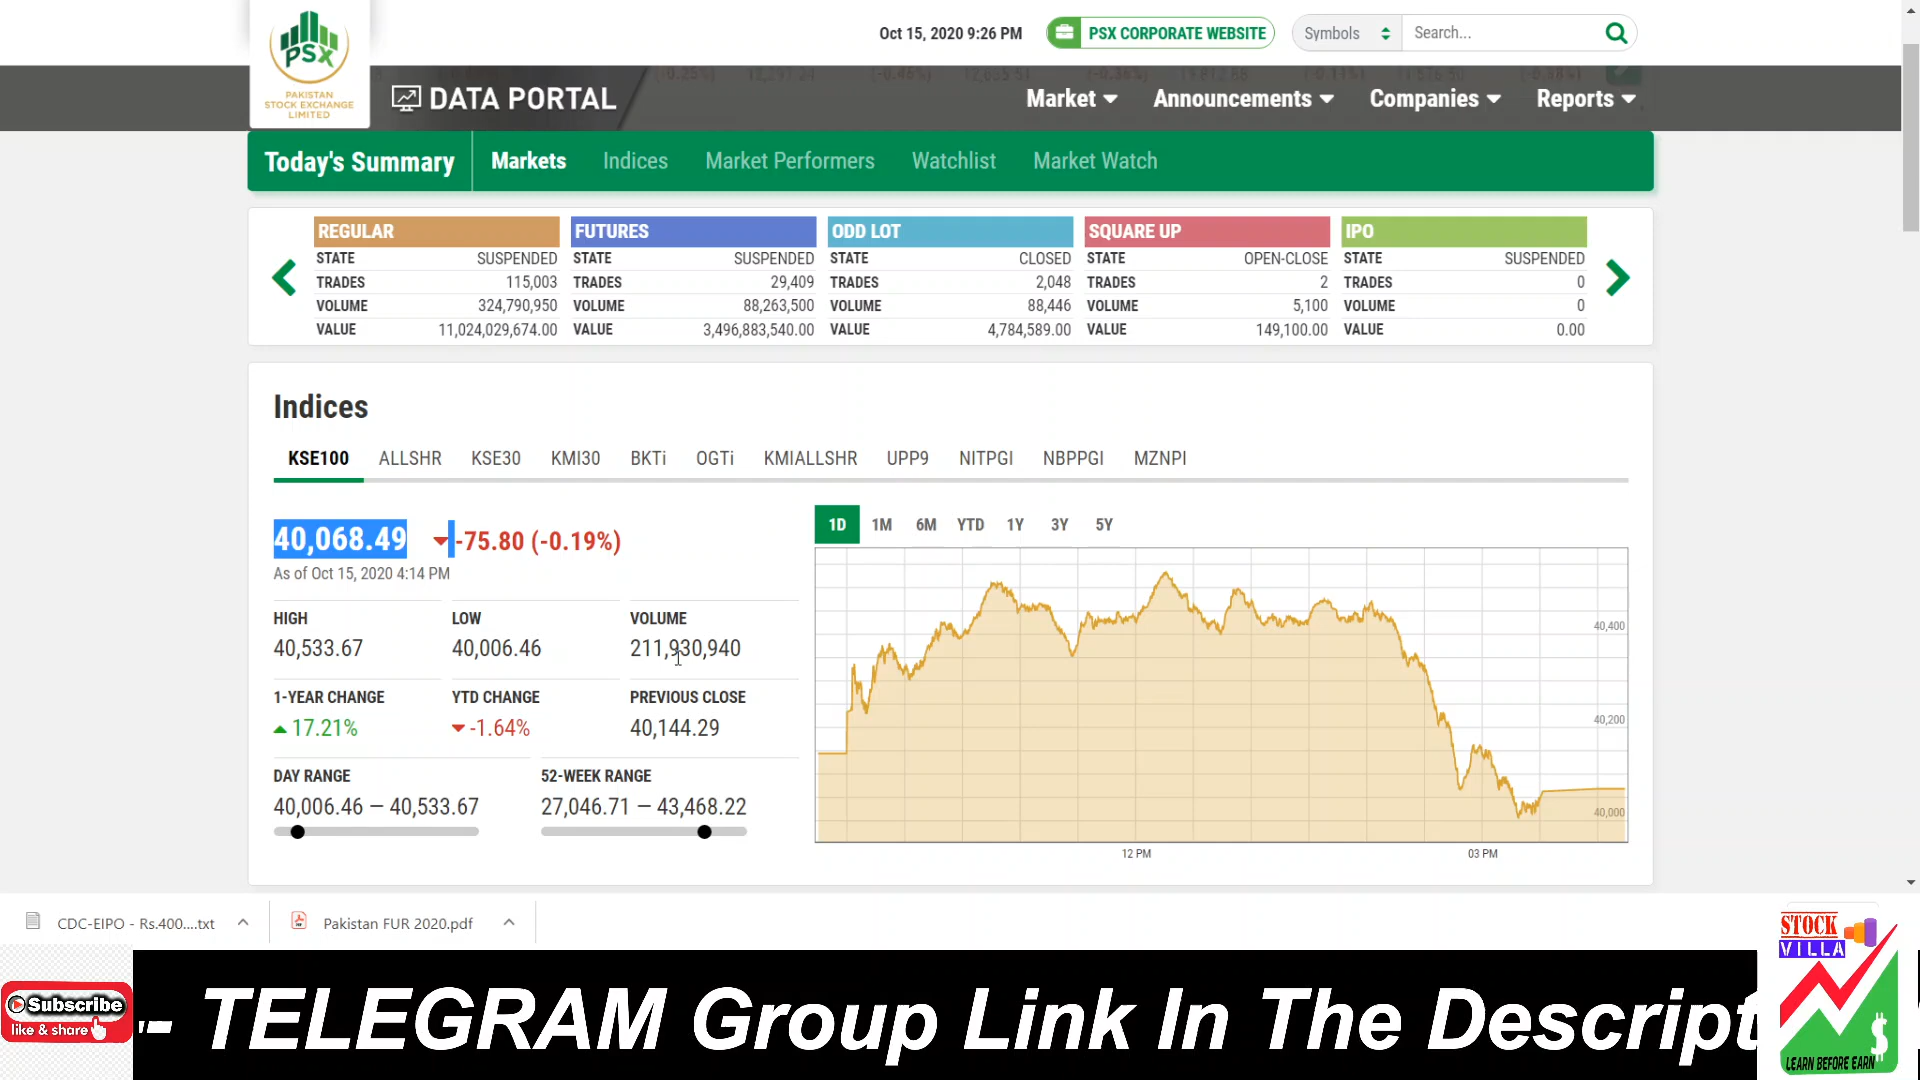 PSX
PAKISTAN
STOCK EXCHANGE
LIMITED
Oct 15, 2020 9:26 PM
PSX CORPORATE WEBSITE
Symbols
Search...
DATA PORTAL
Market
Announcements
Companies
Reports
Today's Summary
Markets
Indices
Market Performers
Watchlist
Market Watch
REGULAR
STATE SUSPENDED
TRADES 115,003
VOLUME 324,790,950
VALUE 11,024,029,674.00
FUTURES
STATE SUSPENDED
TRADES 29,409
VOLUME 88,263,500
VALUE 3,496,883,540.00
ODD LOT
STATE CLOSED
TRADES 2,048
VOLUME 88,446
VALUE 4,784,589.00
SQUARE UP
STATE OPEN-CLOSE
TRADES 2
VOLUME 5,100
VALUE 149,100.00
IPO
STATE SUSPENDED
TRADES 0
VOLUME 0
VALUE 0.00
Indices
KSE100 ALLSHR KSE30 KMI30 BKTi OGTi KMIALLSHR UPP9 NITPGI NBPPGI MZNPI
40,068.49 -75.80 (-0.19%)
As of Oct 15, 2020 4:14 PM
HIGH
40,533.67
LOW
40,006.46
VOLUME
211,930,940
1-YEAR CHANGE
17.21%
YTD CHANGE
-1.64%
PREVIOUS CLOSE
40,144.29
DAY RANGE
40,006.46 — 40,533.67
52-WEEK RANGE
27,046.71 — 43,468.22
1D 1M 6M YTD 1Y 3Y 5Y
40,400
40,200
40,000
12 PM
03 PM
CDC-EIPO - Rs.400....txt
Pakistan FUR 2020.pdf
Subscribe
like & share
-- TELEGRAM Group Link In The Descript
STOCK
VILLA
$
LEARN BEFORE EARN